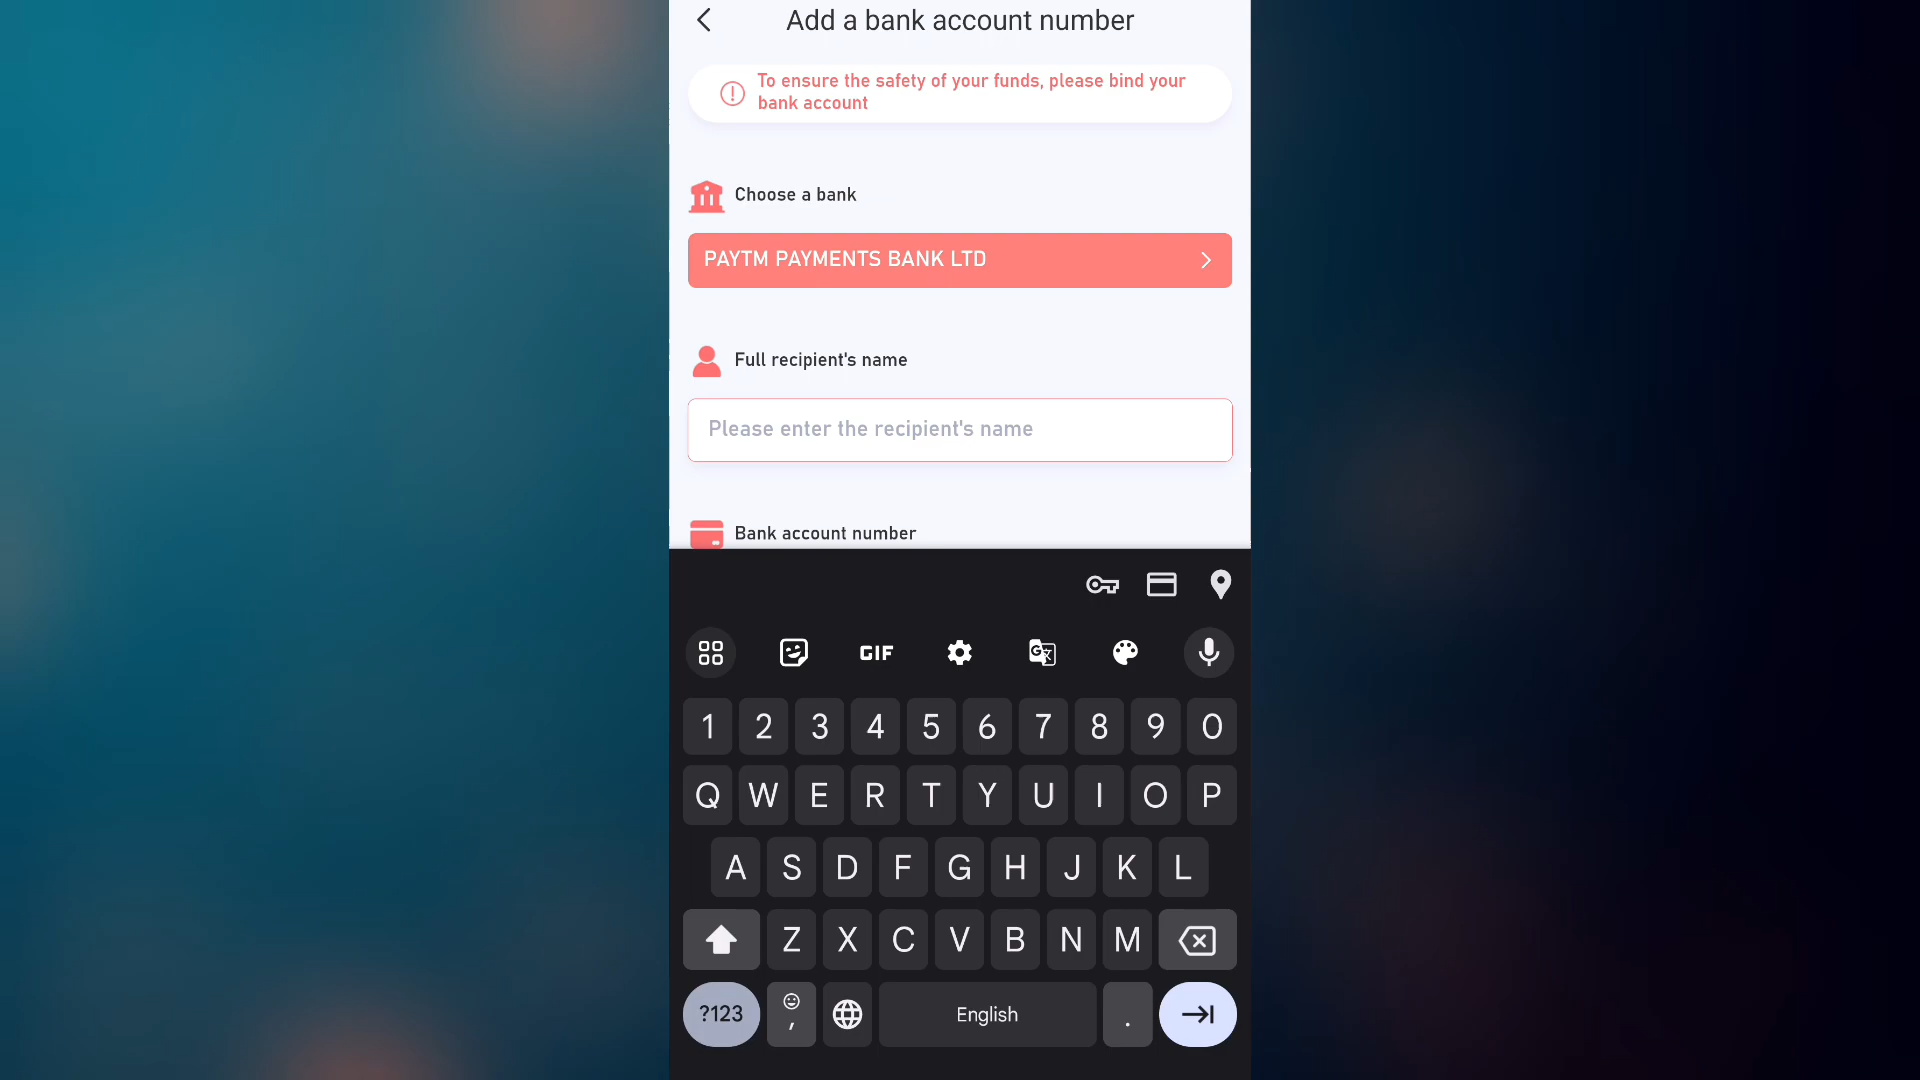 Add a bank account number
To ensure the safety of your funds, please bind your
bank account
Choose a bank
PAYTM PAYMENTS BANK LTD
Full recipient's name
Please enter the recipient's name
Bank account number
GIF
1 2 3 4 5 6 7 8 9 0
Q W E R T Y U I O P
A S D F G H J K L
Z X C V B N M
?123 , English .